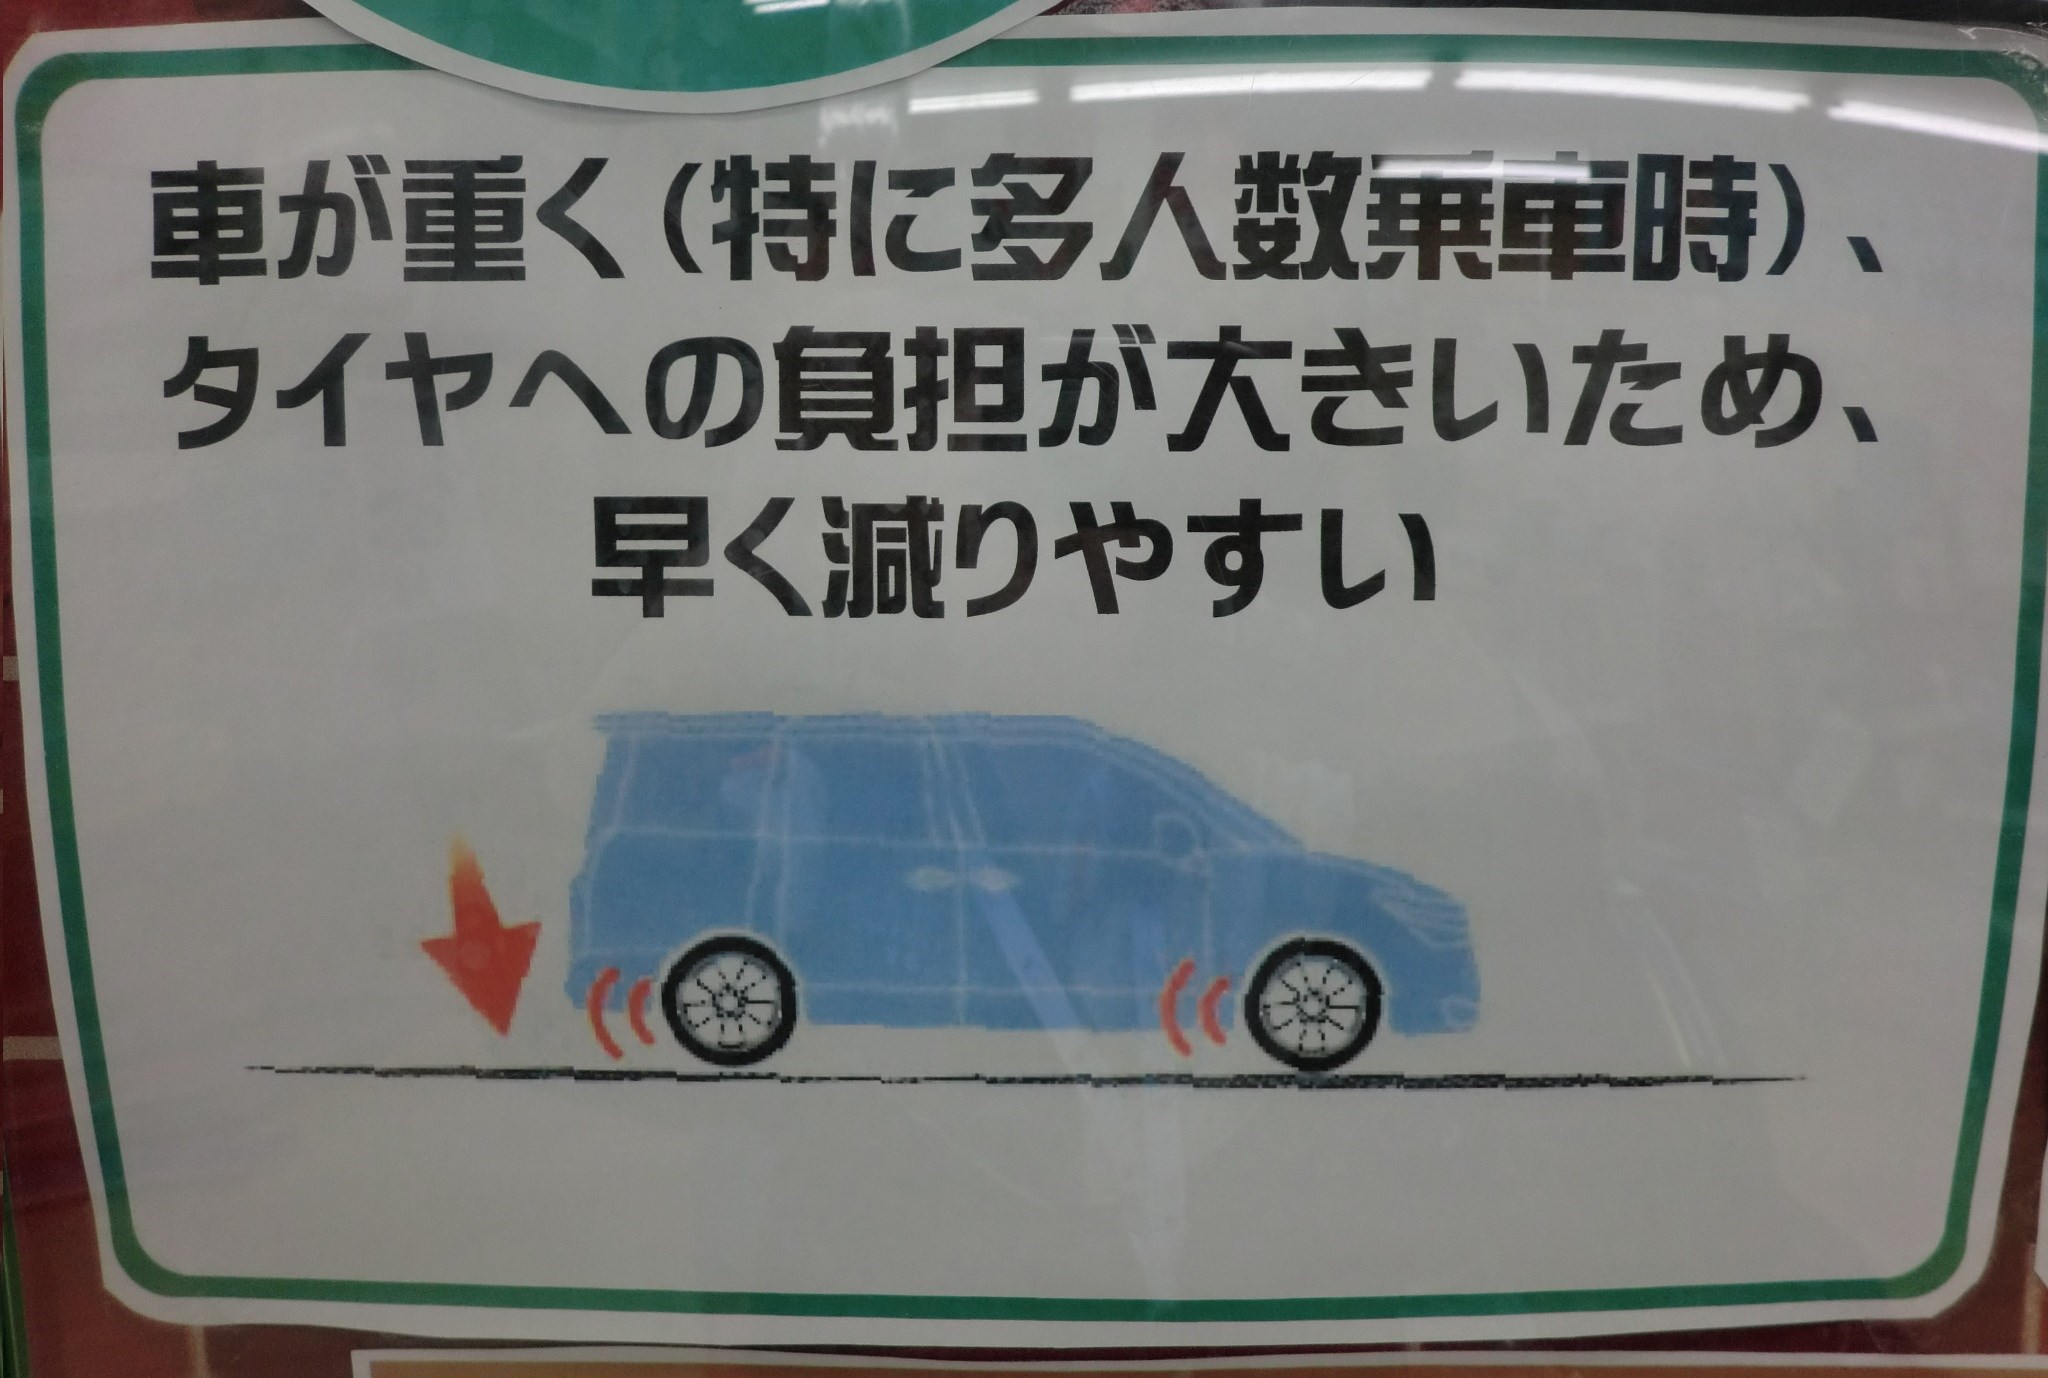 車が重く(特に多人数乗車時)、
タイヤへの負担が大きいため、
早く減りやすい